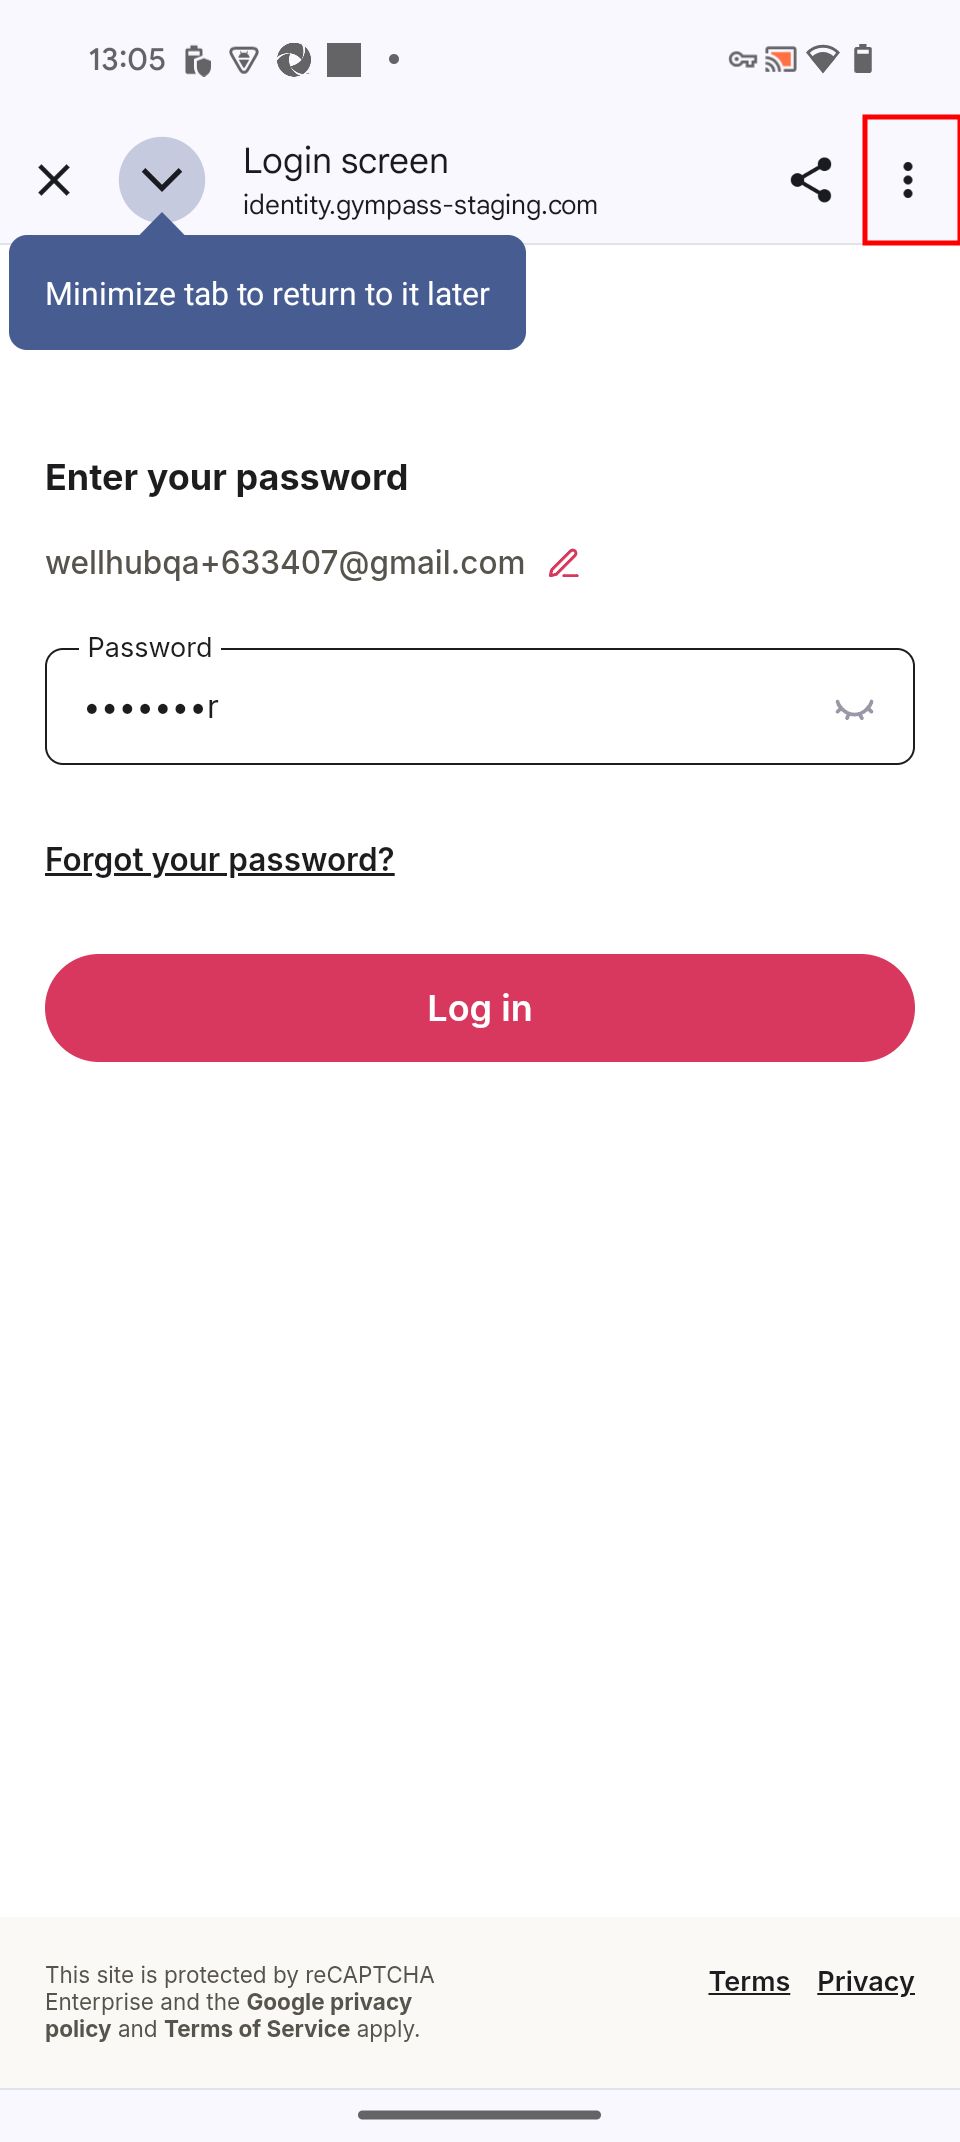 13:05
Login screen
identity.gympass-staging.com
Minimize tab to return to it later
Enter your password
wellhubqa+633407@gmail.com
Password
•••••••r
Forgot your password?
Log in
This site is protected by reCAPTCHA
Enterprise and the Google privacy
policy and Terms of Service apply.
Terms Privacy